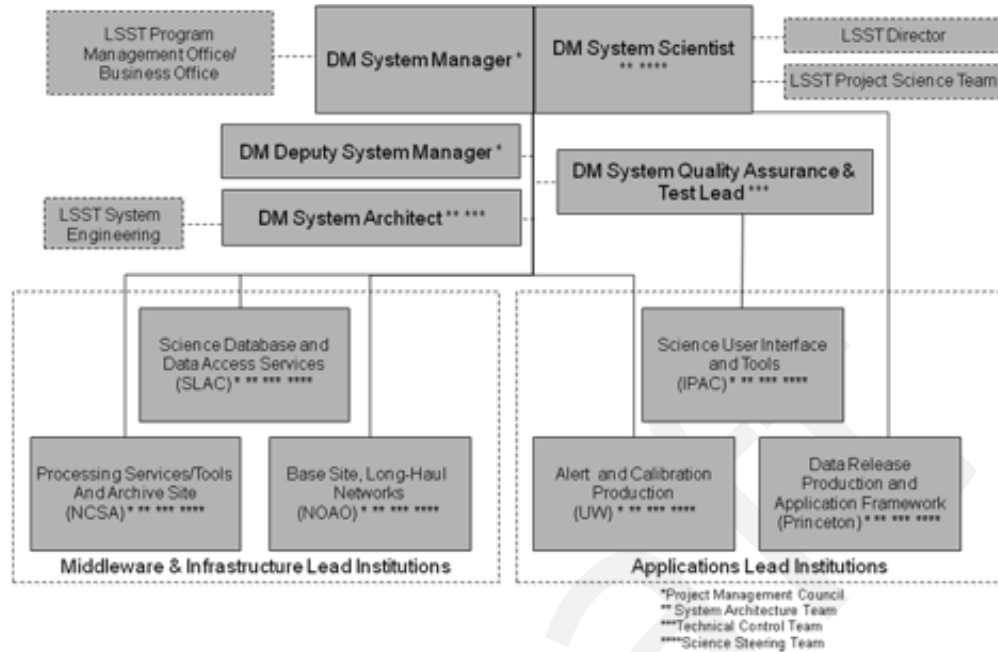 LSST Program
Management Office/
Business Office
DM System Manager *
DM System Scientist
** ****
LSST Director
LSST Project Science Team
DM Deputy System Manager *
DM System Quality Assurance &
Test Lead ***
LSST System
Engineering
DM System Architect ** ***
Science Database and
Data Access Services
(SLAC) * ** *** ****
Science User Interface
and Tools
(IPAC) * ** *** ****
Processing Services/Tools
And Archive Site
(NCSA) * ** *** ****
Base Site, Long-Haul
Networks
(NOAO) * ** *** ****
Alert and Calibration
Production
(UW) * ** *** ****
Data Release
Production and
Application Framework
(Princeton) * ** *** ****
Middleware & Infrastructure Lead Institutions
Applications Lead Institutions
*Project Management Council
** System Architecture Team
***Technical Control Team
****Science Steering Team